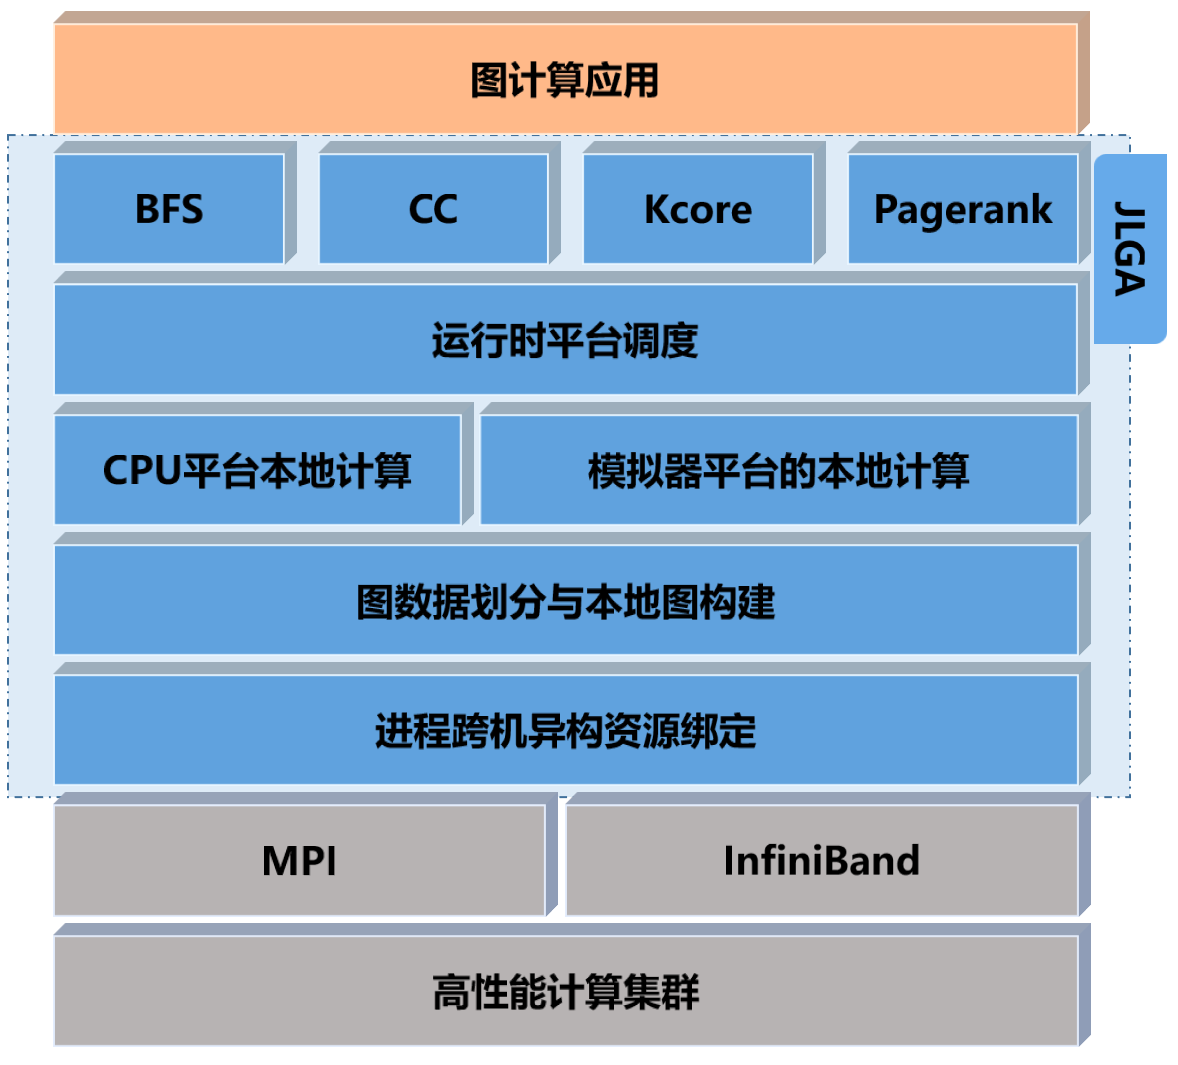 图计算应用
BFS
CC
Kcore
Pagerank
JLGA
运行时平台调度
CPU平台本地计算
模拟器平台的本地计算
图数据划分与本地图构建
进程跨机异构资源绑定
MPI
InfiniBand
高性能计算集群